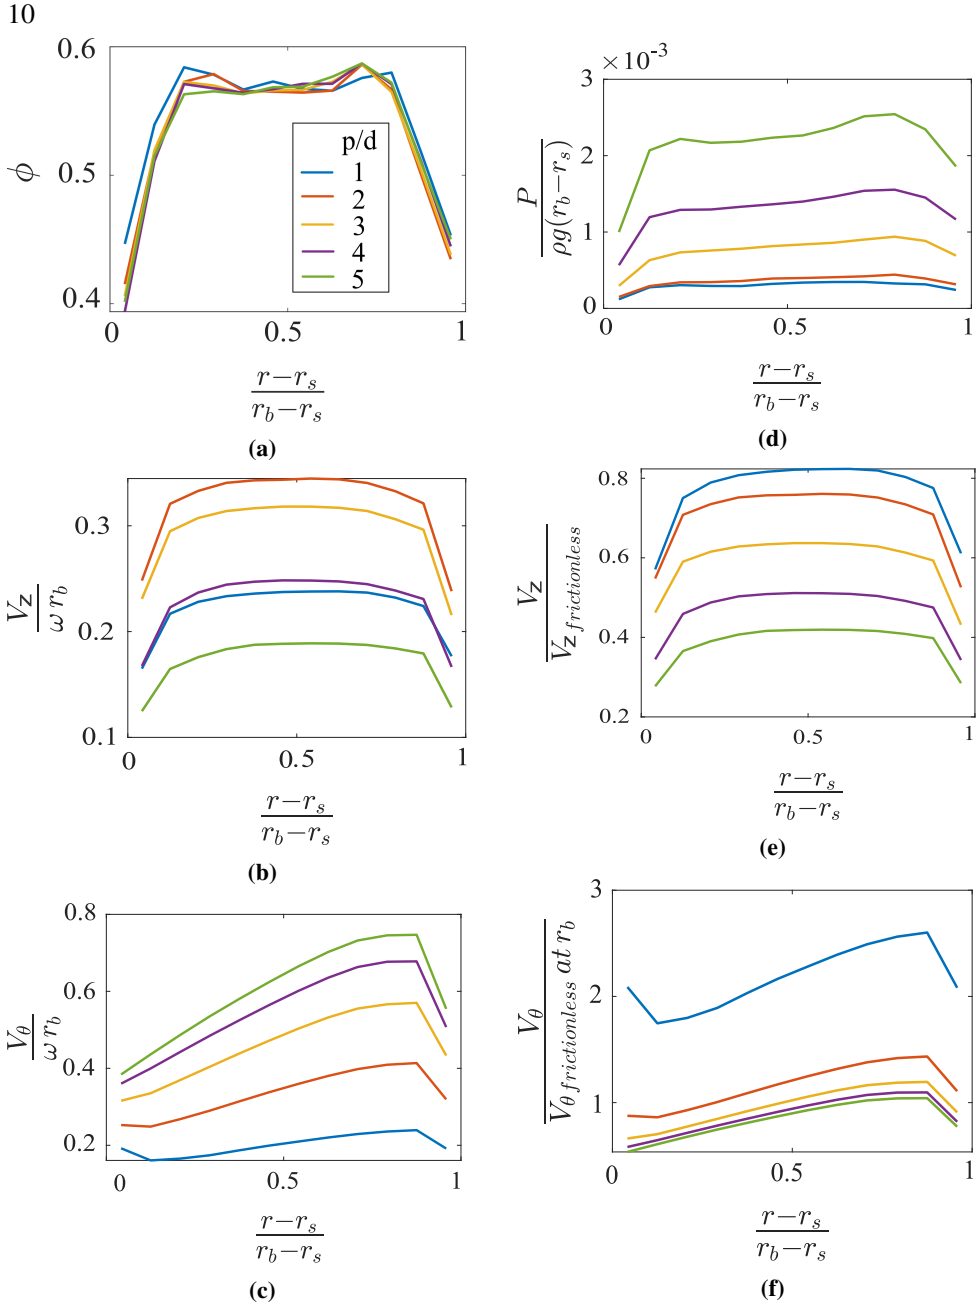 10
0.6
0.5
0.4
ϕ
p/d
1
2
3
4
5
0 0.5 1
r−r_s
r_b−r_s
(a)
×10^-3
3
2
1
0
P
ρg(r_b−r_s)
0 0.5 1
r−r_s
r_b−r_s
(d)
0.3
0.2
0.1
V_z
ω r_b
0 0.5 1
r−r_s
r_b−r_s
(b)
0.8
0.6
0.4
0.2
V_z
V_z frictionless
0 0.5 1
r−r_s
r_b−r_s
(e)
0.8
0.6
0.4
0.2
V_θ
ω r_b
0 0.5 1
r−r_s
r_b−r_s
(c)
3
2
1
V_θ
V_θ frictionless at r_b
0 0.5 1
r−r_s
r_b−r_s
(f)